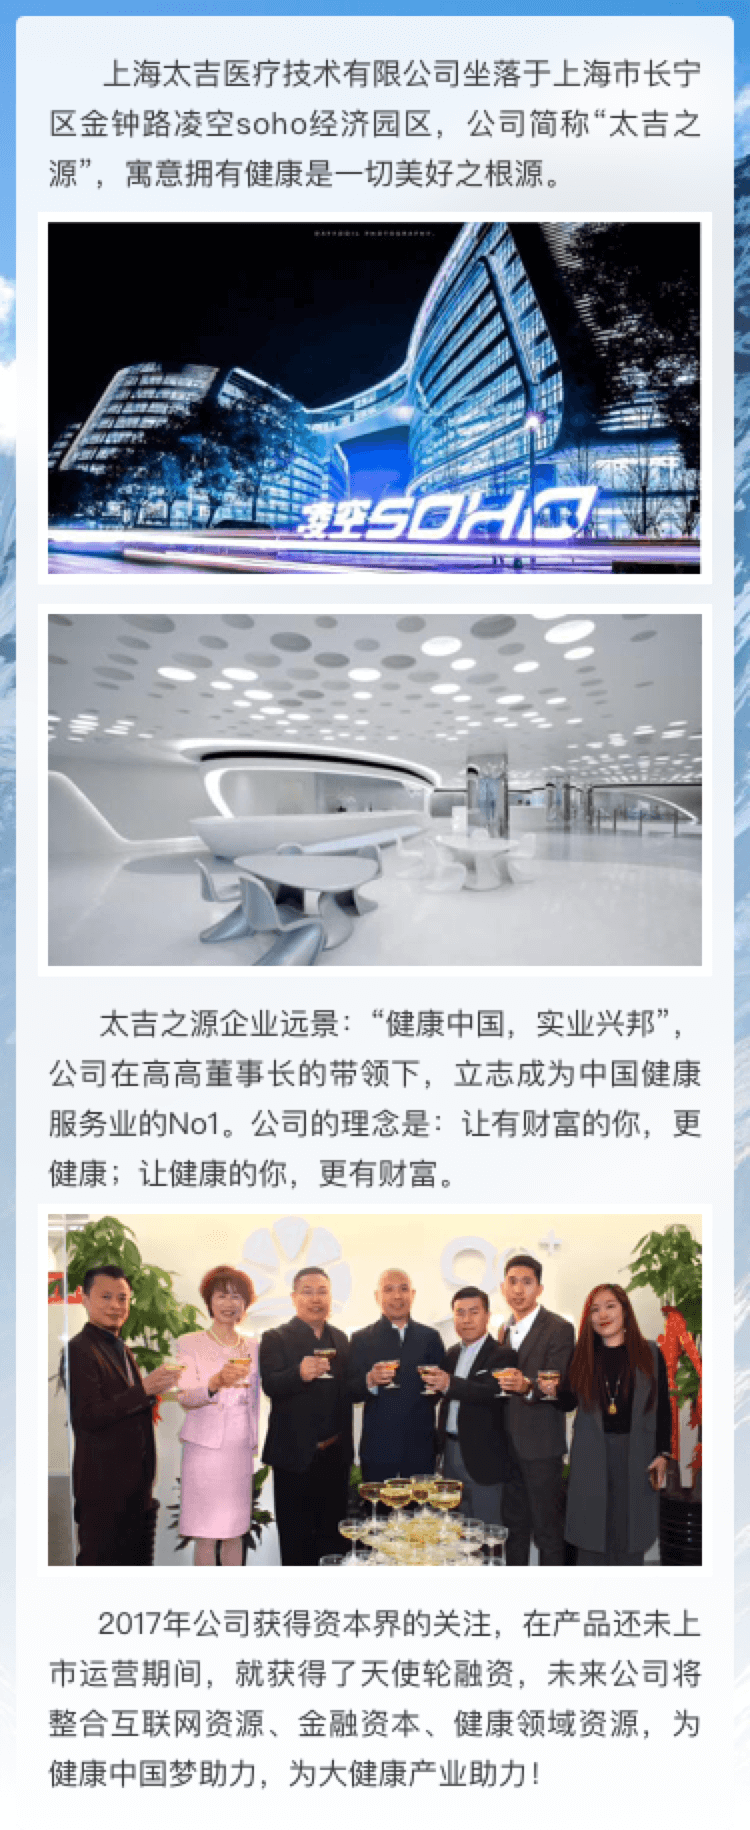 上海太吉医疗技术有限公司坐落于上海市长宁
区金钟路凌空soho经济园区，公司简称“太吉之
源”，寓意拥有健康是一切美好之根源。
DAFFODIL PHOTOGRAPHY.
凌空SOHO
太吉之源企业远景：“健康中国，实业兴邦”，
公司在高高董事长的带领下，立志成为中国健康
服务业的No1。公司的理念是：让有财富的你，更
健康；让健康的你，更有财富。
2017年公司获得资本界的关注，在产品还未上
市运营期间，就获得了天使轮融资，未来公司将
整合互联网资源、金融资本、健康领域资源，为
健康中国梦助力，为大健康产业助力！